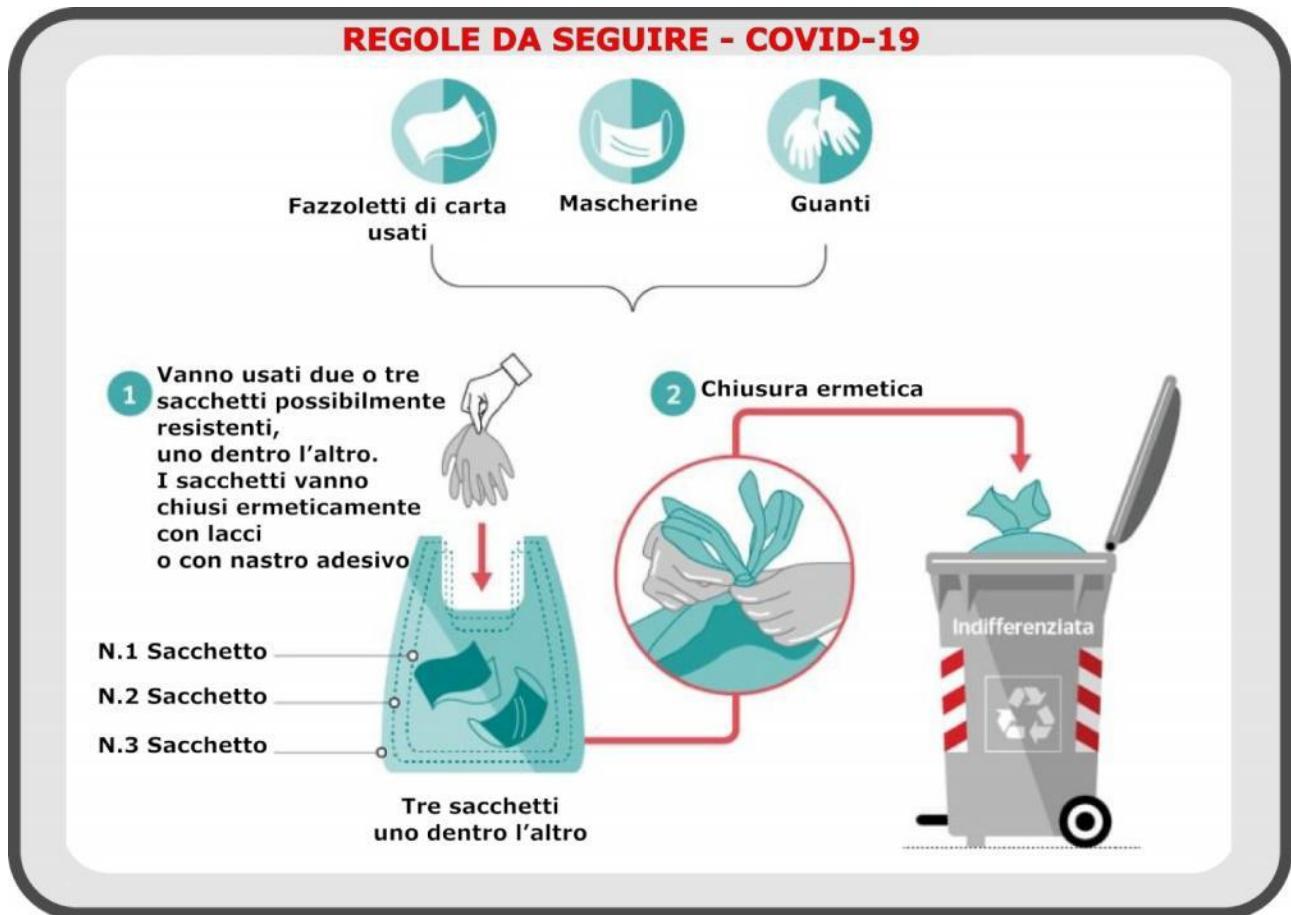 REGOLE DA SEGUIRE - COVID-19
Fazzoletti di carta
usati
Mascherine
Guanti
1
Vanno usati due o tre
sacchetti possibilmente
resistenti,
uno dentro l'altro.
I sacchetti vanno
chiusi ermeticamente
con lacci
o con nastro adesivo
2
Chiusura ermetica
Indifferenziata
N.1 Sacchetto
N.2 Sacchetto
N.3 Sacchetto
Tre sacchetti
uno dentro l'altro